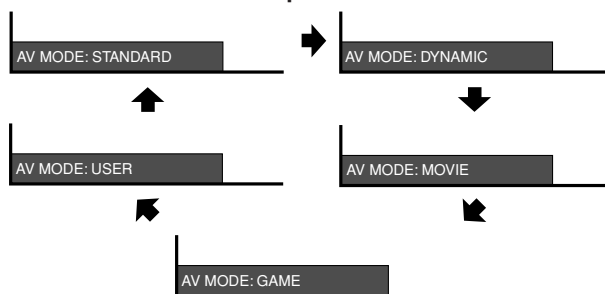 AV MODE: STANDARD
AV MODE: DYNAMIC
AV MODE: USER
AV MODE: MOVIE
AV MODE: GAME